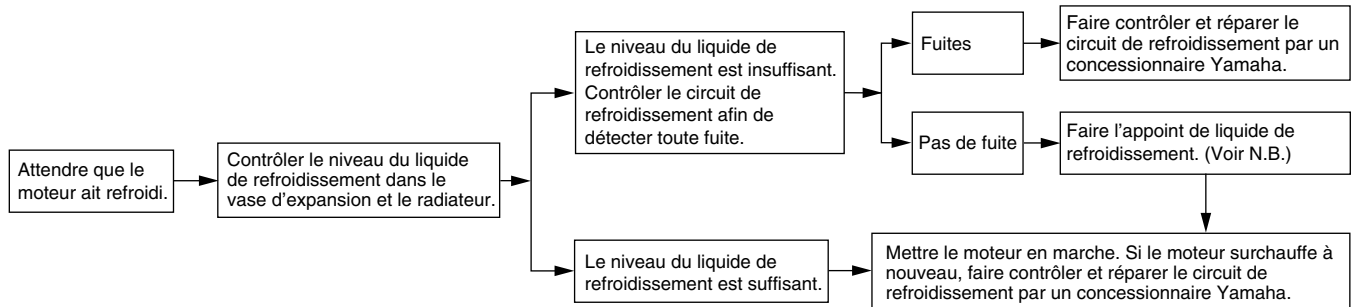 Attendre que le
moteur ait refroidi.
Contrôler le niveau du liquide
de refroidissement dans le
vase d'expansion et le radiateur.
Le niveau du liquide de
refroidissement est insuffisant.
Contrôler le circuit de
refroidissement afin de
détecter toute fuite.
Fuites
Faire contrôler et réparer le
circuit de refroidissement par un
concessionnaire Yamaha.
Pas de fuite
Faire l'appoint de liquide de
refroidissement. (Voir N.B.)
Le niveau du liquide de
refroidissement est suffisant.
Mettre le moteur en marche. Si le moteur surchauffe à
nouveau, faire contrôler et réparer le circuit de
refroidissement par un concessionnaire Yamaha.